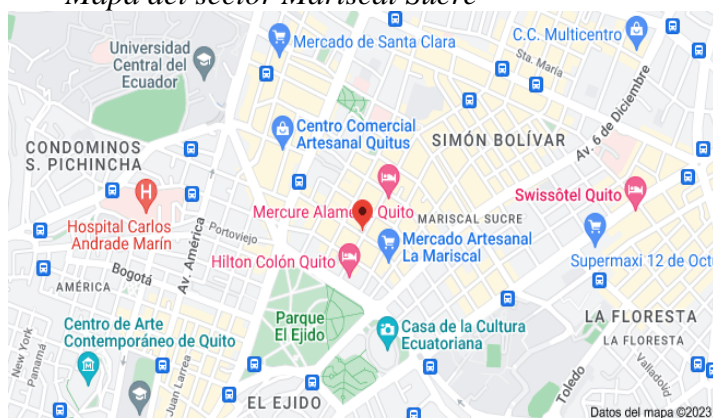 Mapa del sector Mariscal Sucre
Universidad
Central del
Ecuador
Mercado de Santa Clara
C.C. Multicentro
Sta. María
Av. 6 de Diciembre
Centro Comercial
Artesanal Quitus
SIMÓN BOLÍVAR
CONDOMINOS
S. PICHINCHA
H
Hospital Carlos
Andrade Marín
Mercure Alam Quito
MARISCAL SUCRE
Swissôtel Quito
Portoviejo
Av. América
Mercado Artesanal
La Mariscal
Hilton Colón Quito
Supermaxi 12 de Octu
Bogotá
AMÉRICA
Parque
El Ejido
Casa de la Cultura
Ecuatoriana
LA FLORESTA
LA FLORESTA
New York
Panamá
Centro de Arte
Contemporáneo de Quito
Juan Larrea
EL EJIDO
Toledo
Valladolid
Datos del mapa ©2023